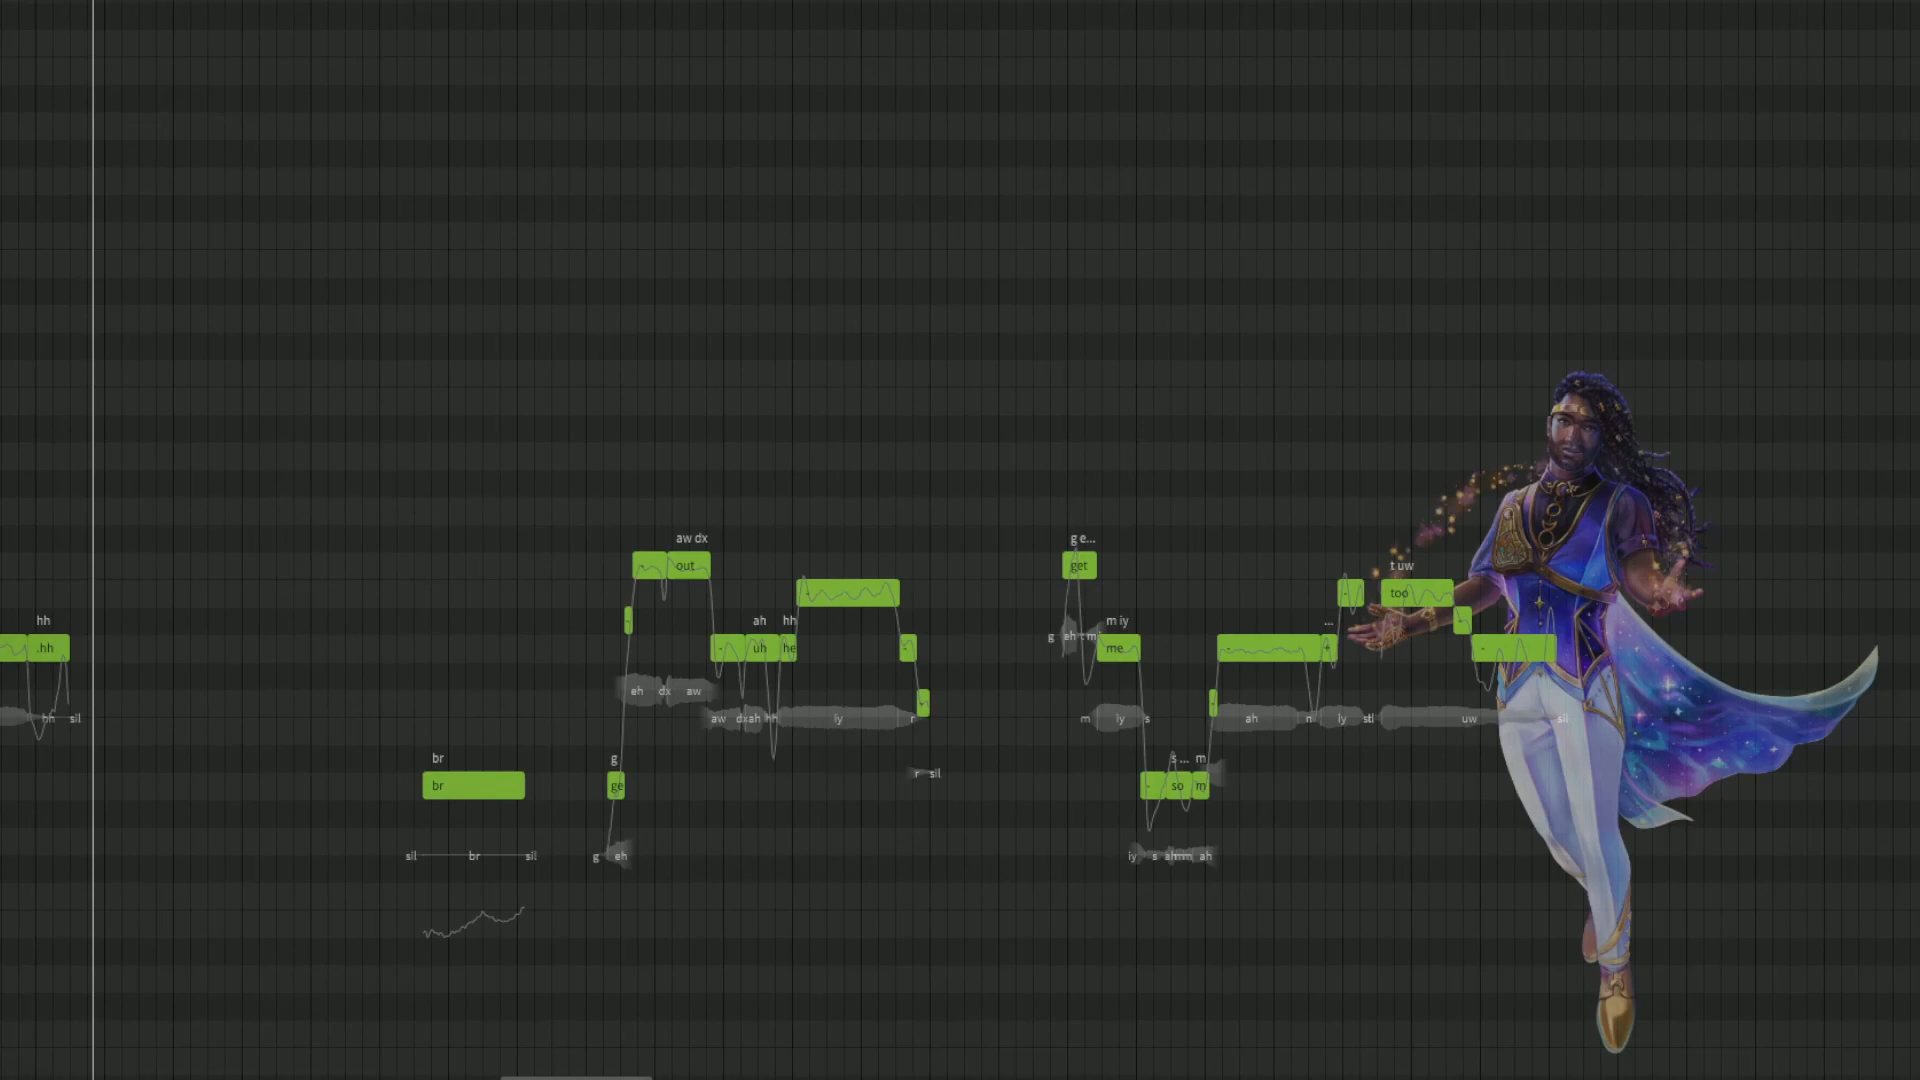 aw dx
g e...
out
get
t uw
too
hh
ah
hh
m iy
...
.hh
uh
he
me
g
eh
t
m
eh
dx
aw
hh
sil
aw
dx
ah
hh
iy
r
m
iy
s
ah
n
iy
uw
sil
br
g
s ...
m
r
sil
br
ge
so
m
sil
br
sil
g
eh
iy
s
ah
m
ah